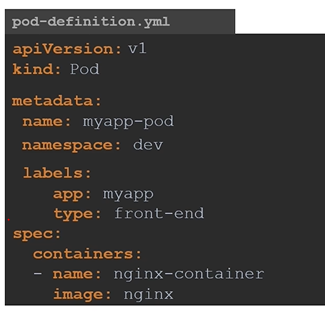 pod-definition.yml
apiVersion: v1
kind: Pod
metadata:
name: myapp-pod
namespace: dev
labels:
app: myapp
type: front-end
spec:
containers:
- name: nginx-container
image: nginx